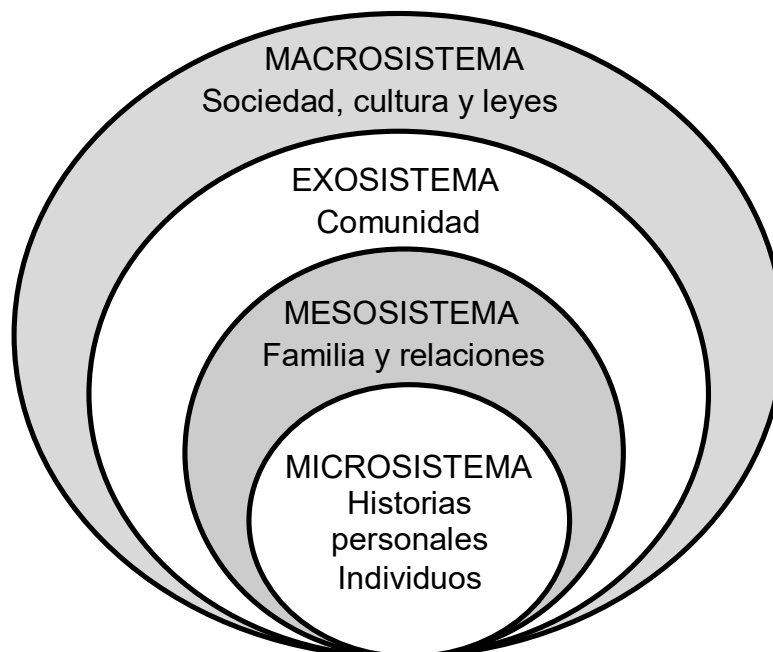 MACROSISTEMA
Sociedad, cultura y leyes
EXOSISTEMA
Comunidad
MESOSISTEMA
Familia y relaciones
MICROSISTEMA
Historias
personales
Individuos